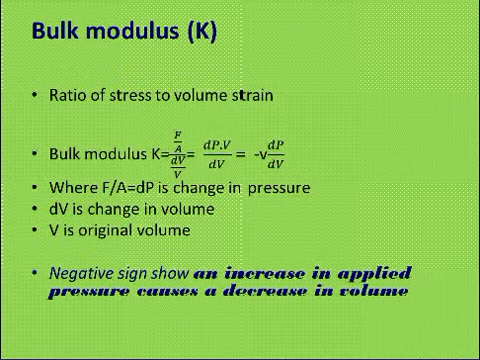 Bulk modulus (K)
• Ratio of stress to volume strain
• Bulk modulus K= (F/A)/(dV/V) = dP.V/dV = -v dP/dV
• Where F/A=dP is change in pressure
• dV is change in volume
• V is original volume
• Negative sign show an increase in applied
pressure causes a decrease in volume